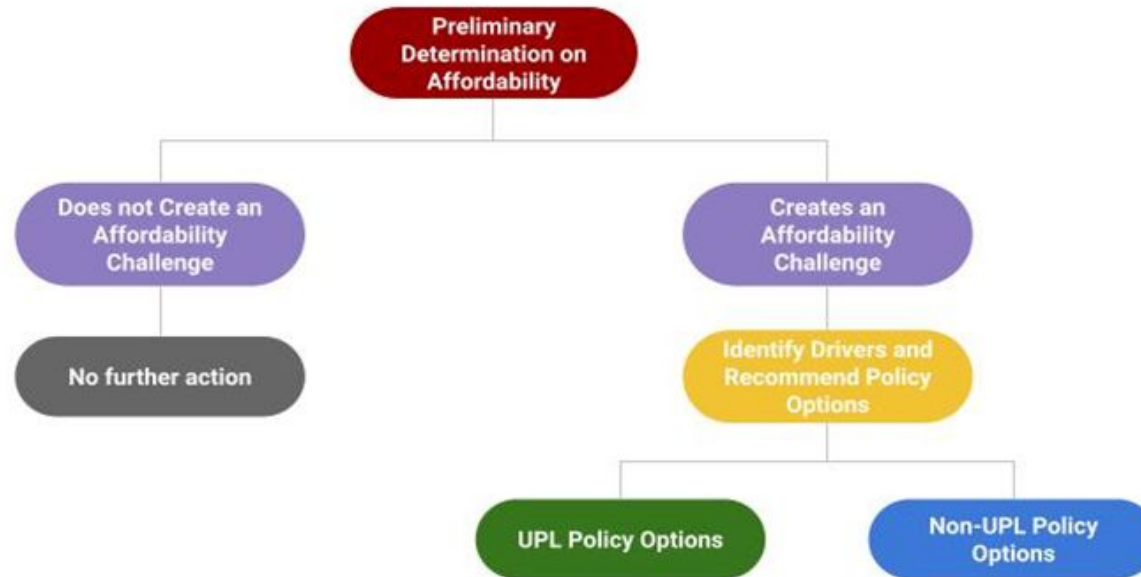 Preliminary
Determination on
Affordability
Does not Create an
Affordability
Challenge
Creates an
Affordability
Challenge
No further action
Identify Drivers and
Recommend Policy
Options
UPL Policy Options
Non-UPL Policy
Options